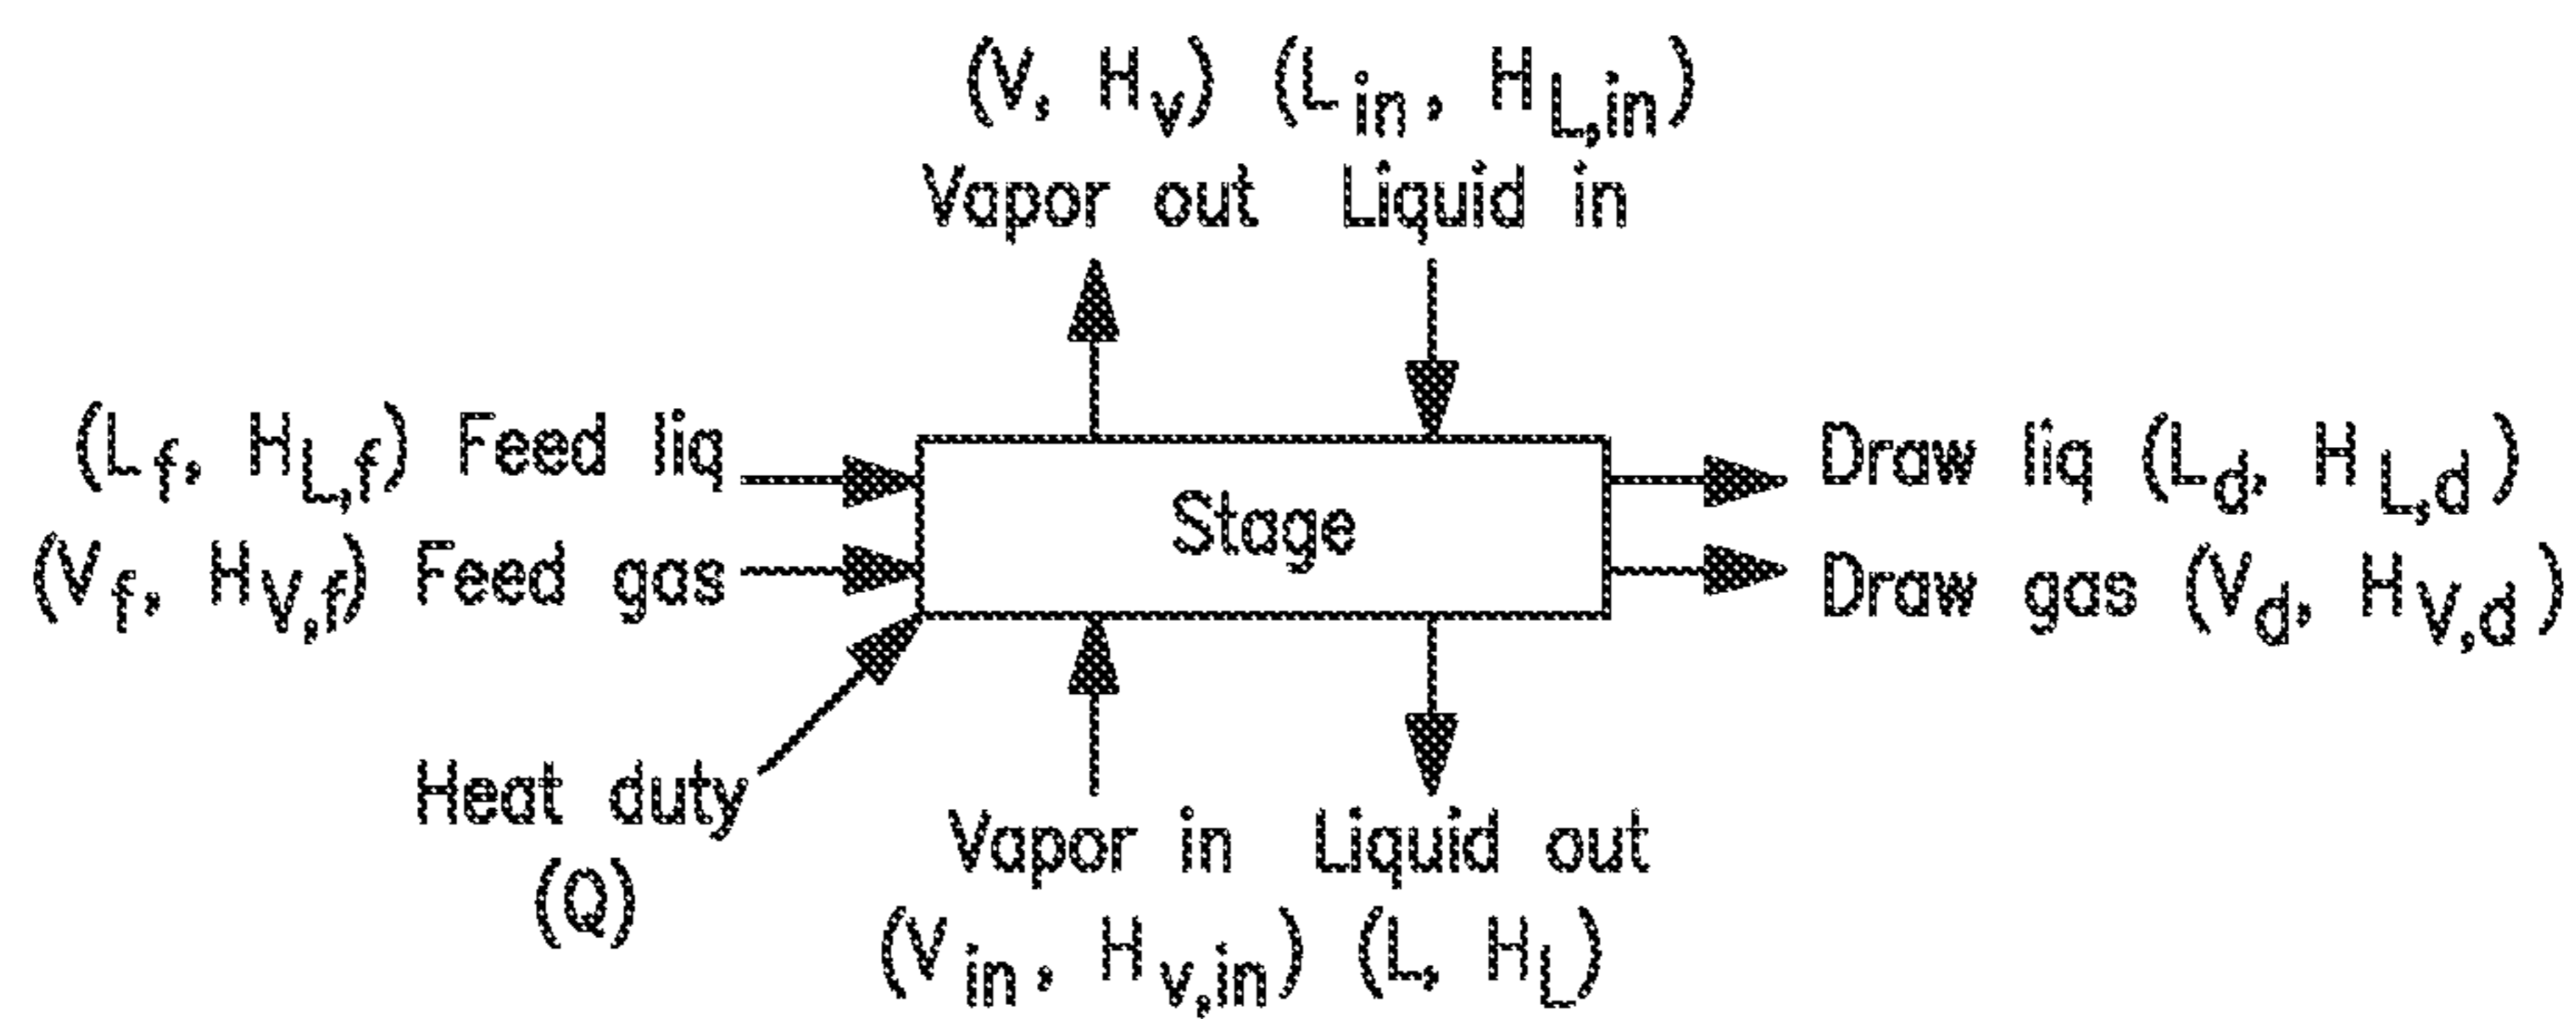 (V, H_v) (L_in, H_L,in)
Vapor out Liquid in
(L_f, H_L,f) Feed liq
(V_f, H_V,f) Feed gas
Stage
Draw liq (L_d, H_L,d)
Draw gas (V_d, H_V,d)
Heat duty
(Q)
Vapor in Liquid out
(V_in, H_v,in) (L, H_L)